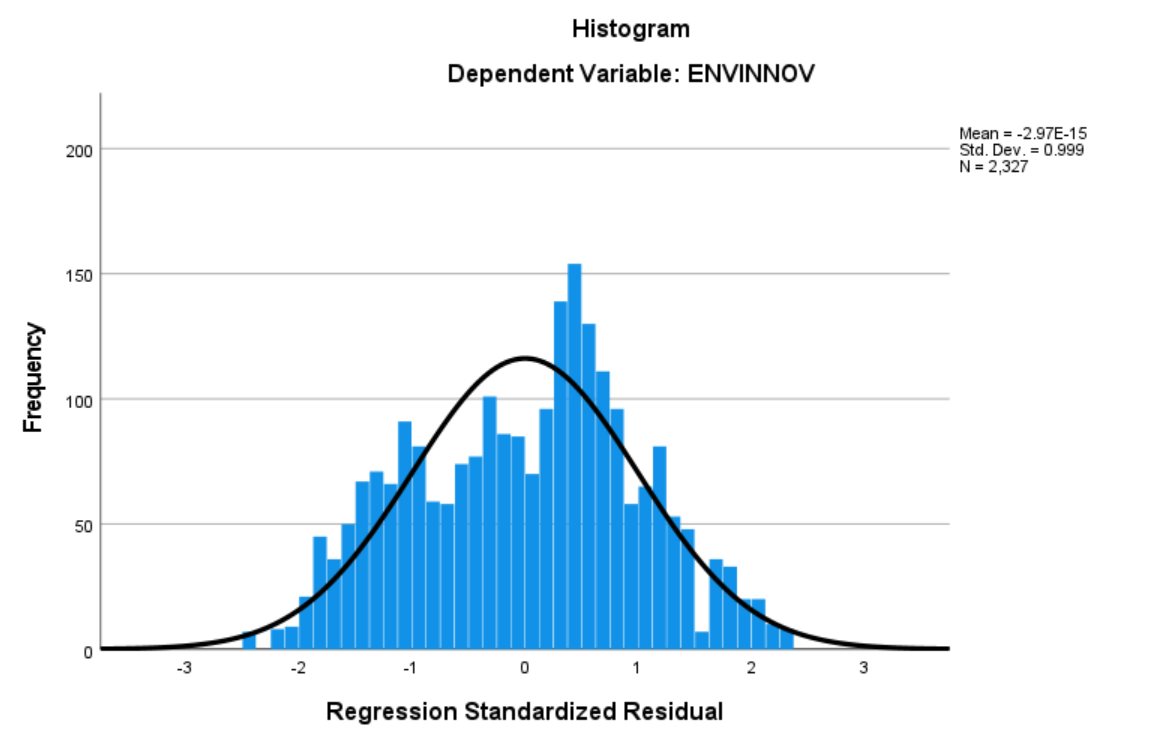 Histogram
Dependent Variable: ENVINNOV
Mean = -2.97E-15
Std. Dev. = 0.999
N = 2,327
200
150
100
50
0
Frequency
-3 -2 -1 0 1 2 3
Regression Standardized Residual